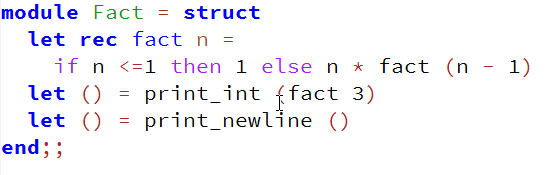 module Fact = struct
  let rec fact n =
    if n <=1 then 1 else n * fact (n - 1)
  let () = print_int (fact 3)
  let () = print_newline ()
end;;